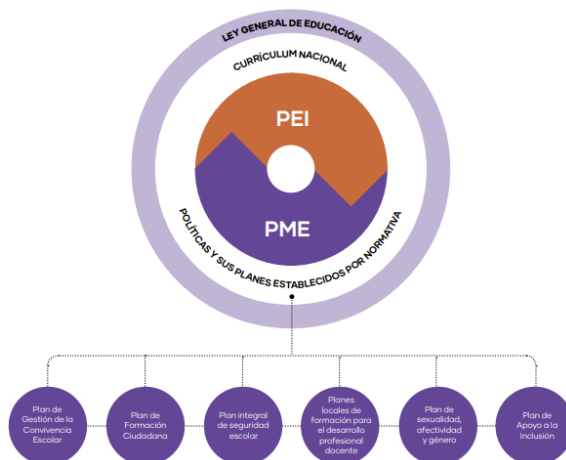 LEY GENERAL DE EDUCACIÓN
CURRÍCULUM NACIONAL
PEI
PME
POLÍTICAS Y SUS PLANES ESTABLECIDOS POR NORMATIVA
Plan de
Gestión de la
Convivencia
Escolar
Plan de
Formación
Ciudadana
Plan integral
de seguridad
escolar
Planes
locales de
formación para
el desarrollo
profesional
docente
Plan de
sexualidad,
afectividad
y género
Plan de
Apoyo a la
Inclusión